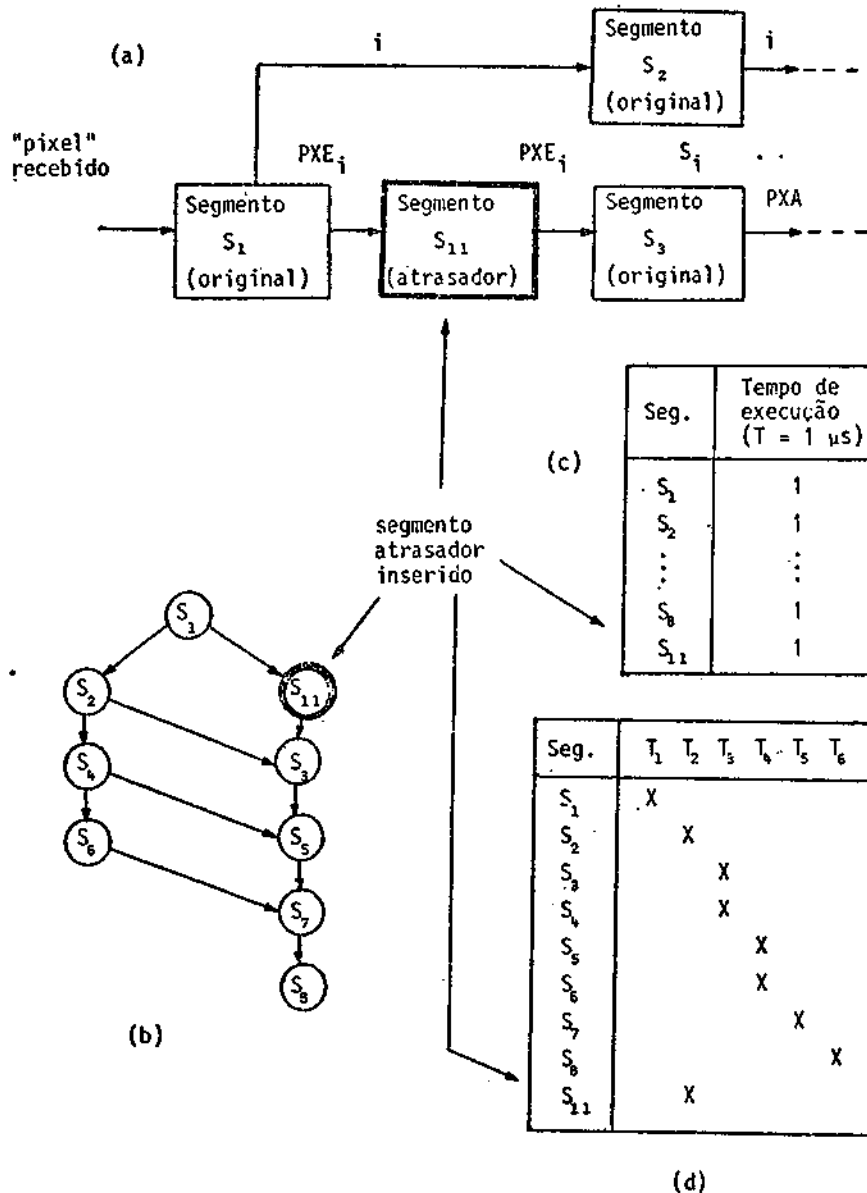 (a)
i
Segmento
S2
(original)
i
"pixel"
recebido
PXEi
PXEi
Si
Segmento
S1
(original)
Segmento
S11
(atrasador)
Segmento
S3
(original)
PXA
(c)
Seg. Tempo de execução (T = 1 µs)
S1 1
S2 1
⋮ ⋮
S8 1
S11 1
segmento
atrasador
inserido
S1
S2 S11
S4 S3
S6 S5
S7
S8
(b)
Seg. T1 T2 T3 T4 T5 T6
S1 X
S2 X
S3 X
S4 X
S5 X
S6 X
S7 X
S8 X
S11 X
(d)